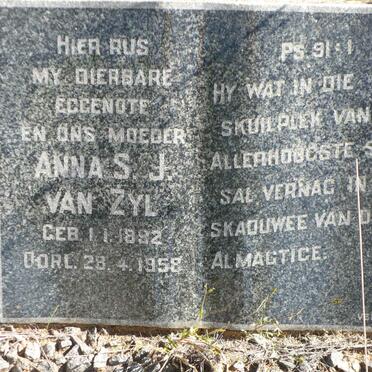 HIER RUS
MY DIERBARE
EGGENOTE
EN ONS MOEDER
ANNA S. J.
VAN ZYL
GEB. 1.1.1892
OORL. 28.4.1958
PS. 91:1
HY WAT IN DIE
SKUILPLEK VAN
ALLERHOOGSTE S
SAL VERNAG IN
SKADUWEE VAN D
ALMAGTIGE.